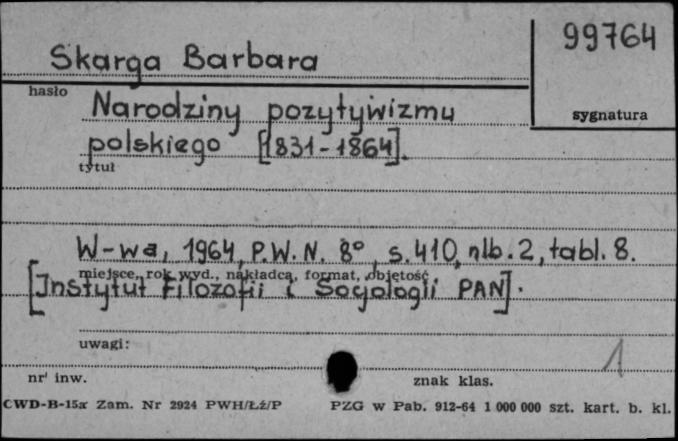 99764
Skarga Barbara
hasło
sygnatura
Narodziny pozytywizmu
polskiego [1831-1864].
tytuł
W-wa, 1964, P.W.N. 8°, s. 410, nlb. 2, tabl. 8.
miejsce, rok wyd., nakładca, format, objętość
[Instytut Filozofii i Socjologii PAN].
uwagi:
1
nr inw.
znak klas.
CWD-B-15a Zam. Nr 2924 PWH/Łź/P PZG w Pab. 912-64 1 000 000 szt. kart. b. kl.